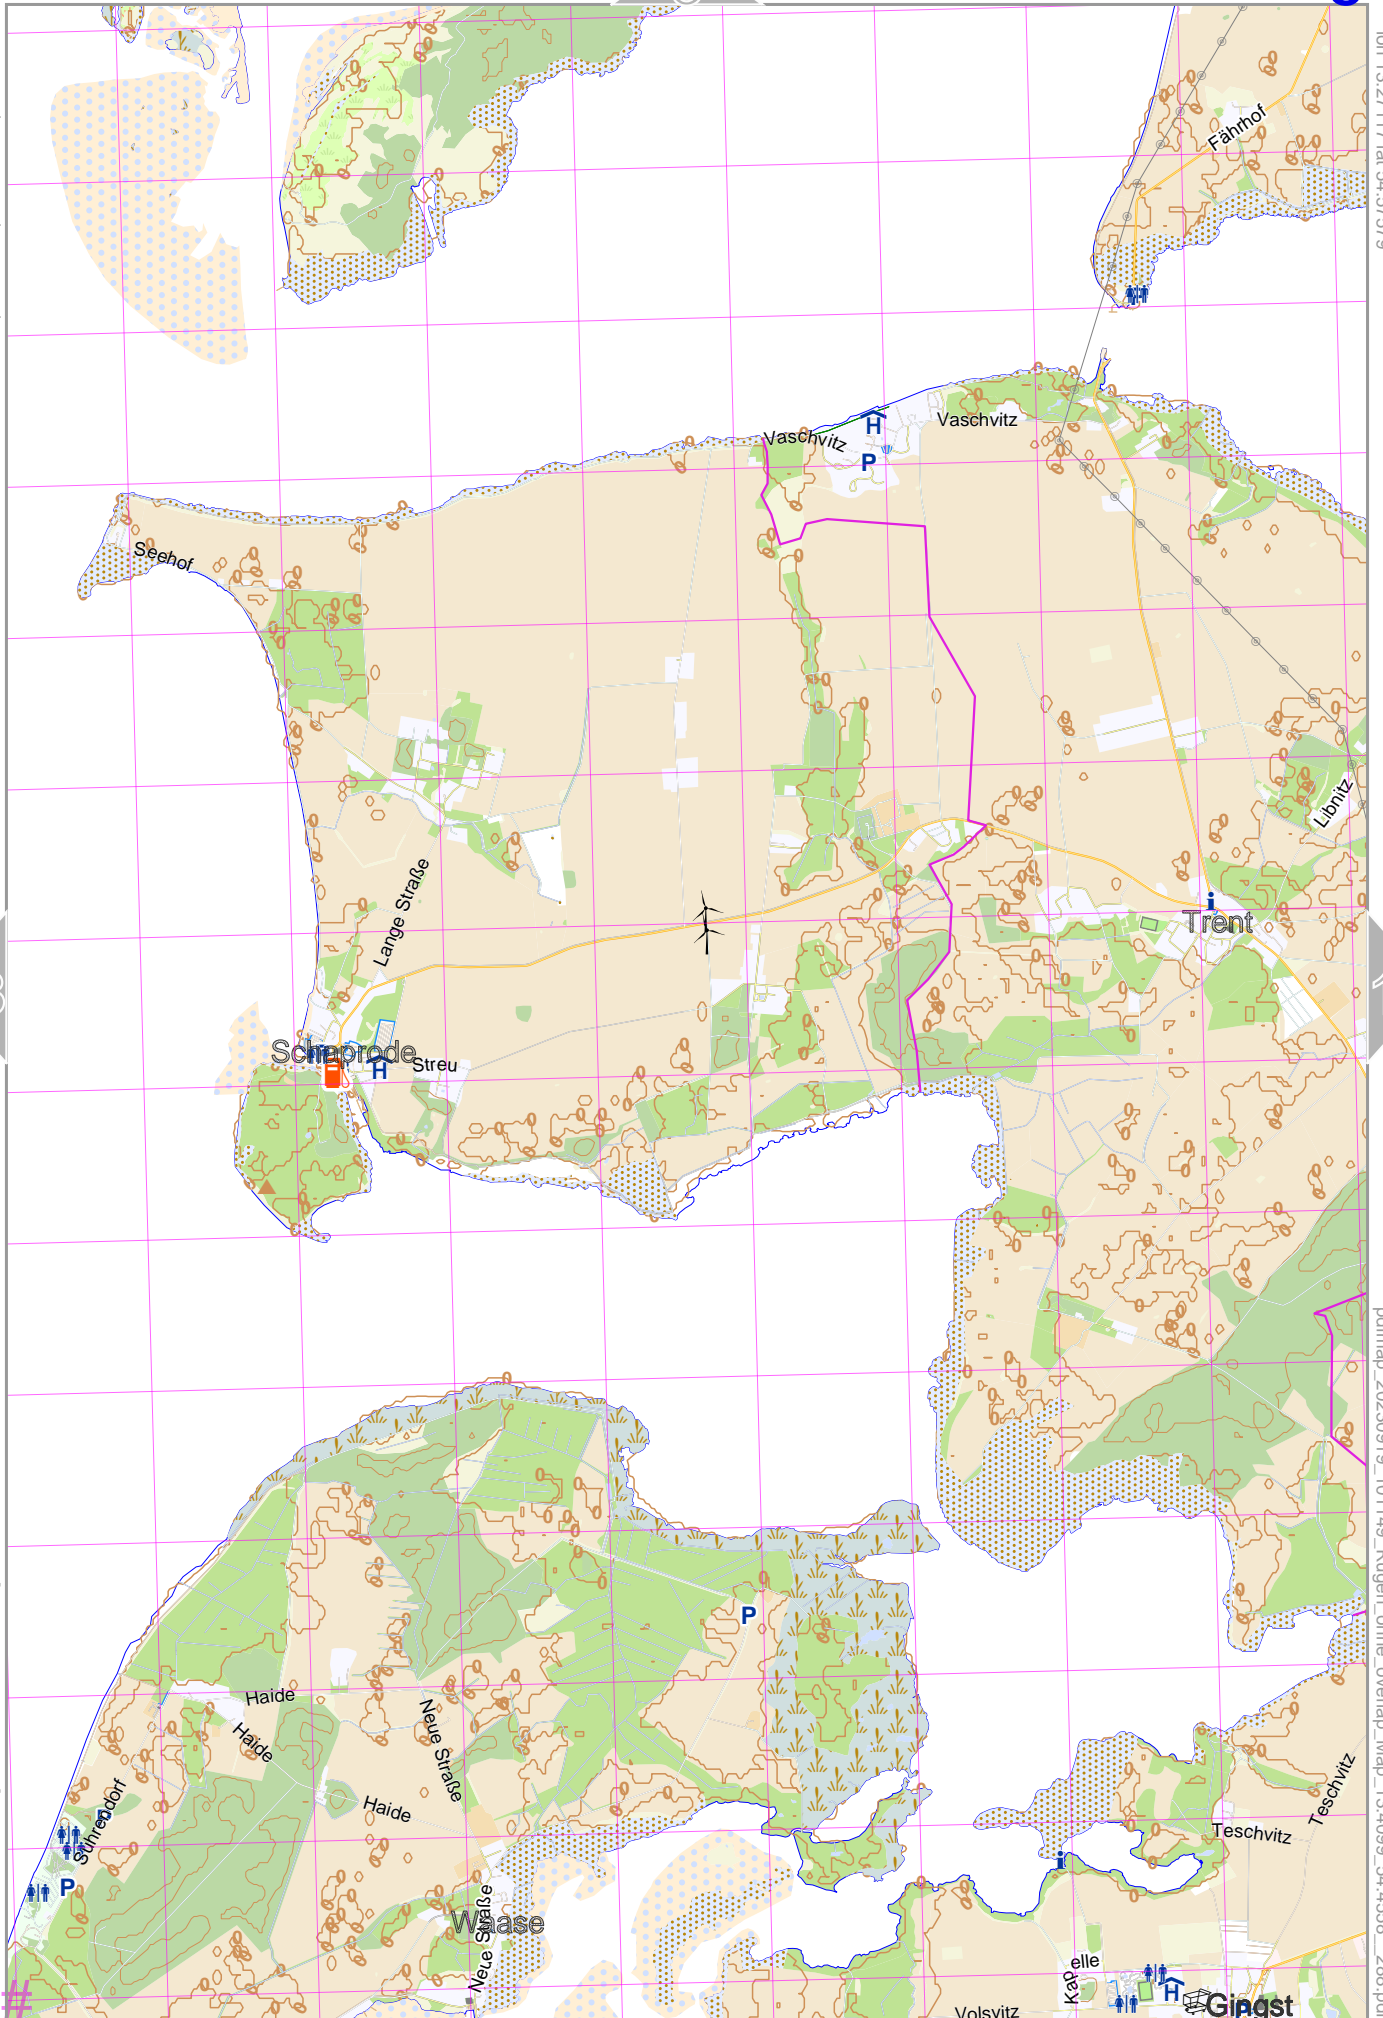 Fährhof
Vaschvitz
Vaschvitz
H
P
Seehof
Libnitz
Lange Straße
i
Trent
Schaprode
H
Streu
P
Haide
Haide
Neue Straße
Haide
Suhrendorf
P
Teschvitz
Teschvitz
i
Waase
Neue Straße
Kapelle
H
Volsvitz
Gingst
#